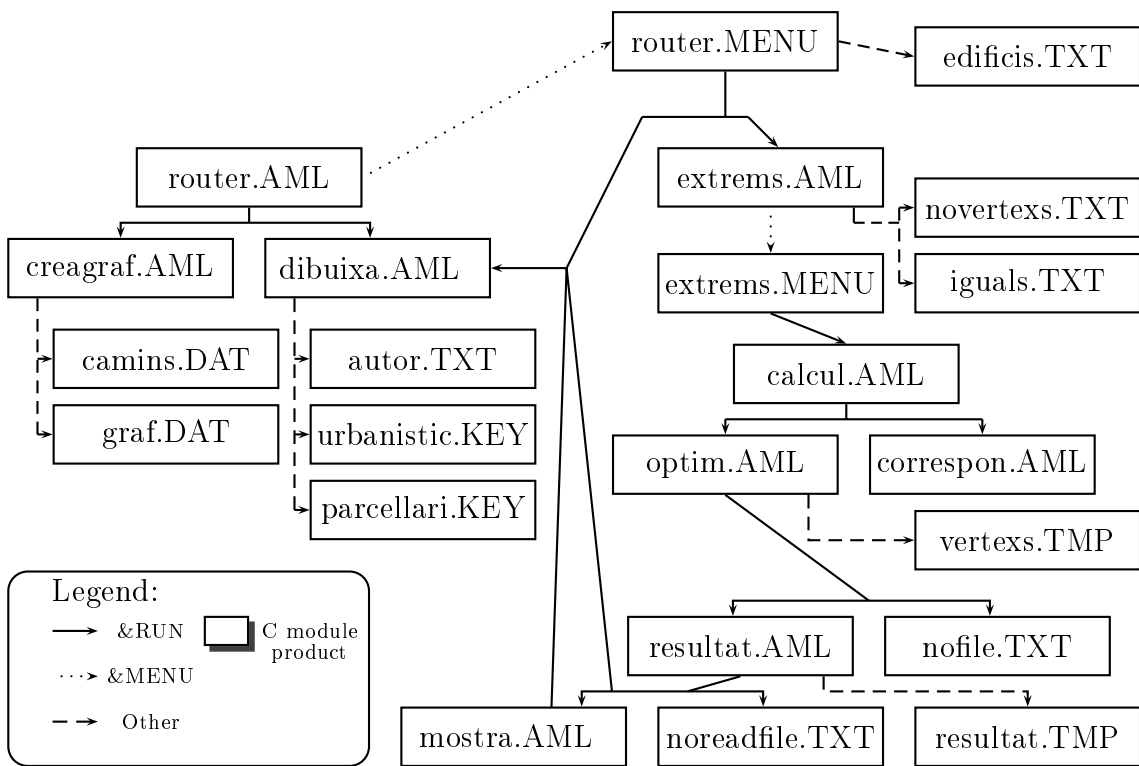 router.MENU
edificis.TXT
router.AML
extrems.AML
novertexs.TXT
creagraf.AML
dibuixa.AML
extrems.MENU
iguals.TXT
camins.DAT
autor.TXT
calcul.AML
graf.DAT
urbanistic.KEY
optim.AML
correspon.AML
parcellari.KEY
vertexs.TMP
Legend:
&RUN
C module
product
&MENU
Other
resultat.AML
nofile.TXT
mostra.AML
noreadfile.TXT
resultat.TMP